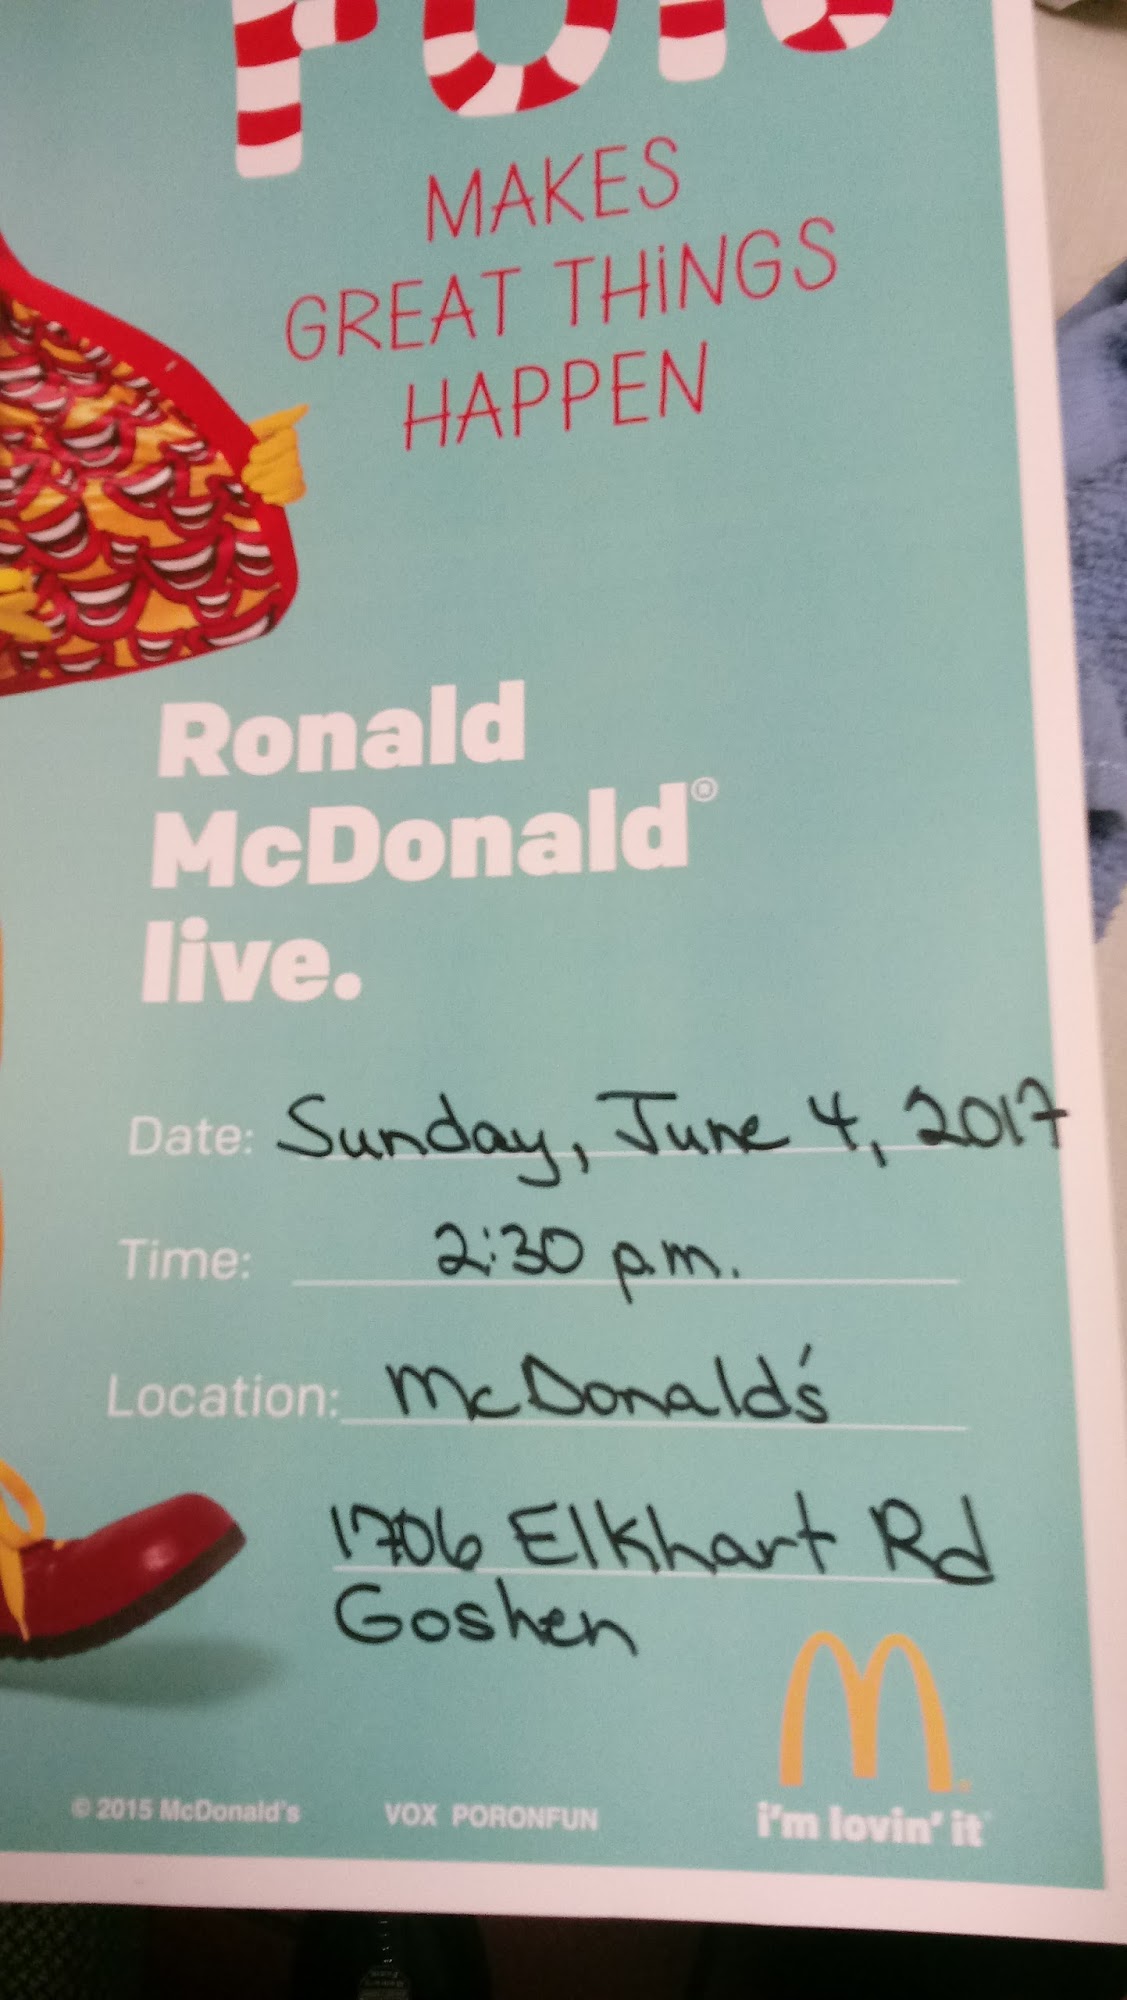 MAKES
GREAT THiNGS
HAPPEN
Ronald
McDonald®
live.
Date: Sunday, June 4, 2017
Time: 2:30 p.m.
Location: McDonald's
1706 Elkhart Rd
Goshen
© 2015 McDonald's VOX PORONFUN
i'm lovin' it